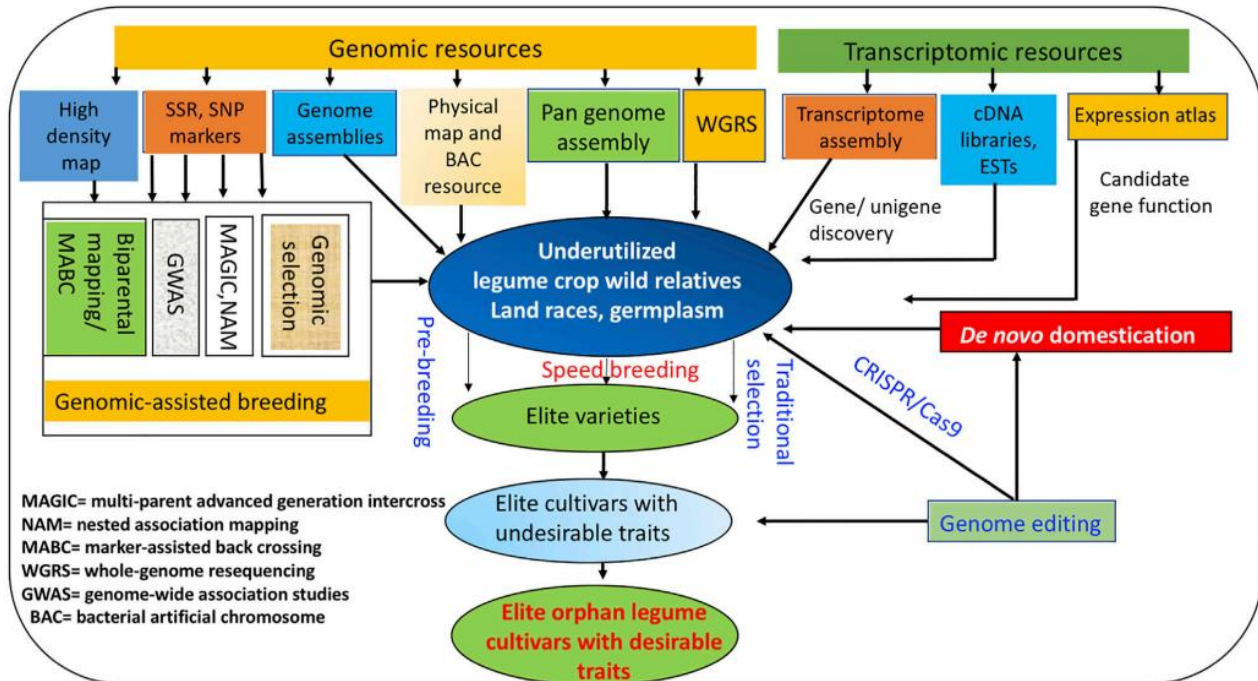 Genomic resources
Transcriptomic resources
High
density
map
SSR, SNP
markers
Genome
assemblies
Physical
map and
BAC
resource
Pan genome
assembly
WGRS
Transcriptome
assembly
cDNA
libraries,
ESTs
Expression atlas
Gene/ unigene
discovery
Candidate
gene function
Biparental
mapping/
MABC
GWAS
MAGIC,NAM
Genomic
selection
Genomic-assisted breeding
Underutilized
legume crop wild relatives
Land races, germplasm
De novo domestication
Pre-breeding
Speed breeding
Traditional
selection
CRISPR/Cas9
Elite varieties
Elite cultivars with
undesirable traits
Genome editing
Elite orphan legume
cultivars with desirable
traits
MAGIC= multi-parent advanced generation intercross
NAM= nested association mapping
MABC= marker-assisted back crossing
WGRS= whole-genome resequencing
GWAS= genome-wide association studies
BAC= bacterial artificial chromosome